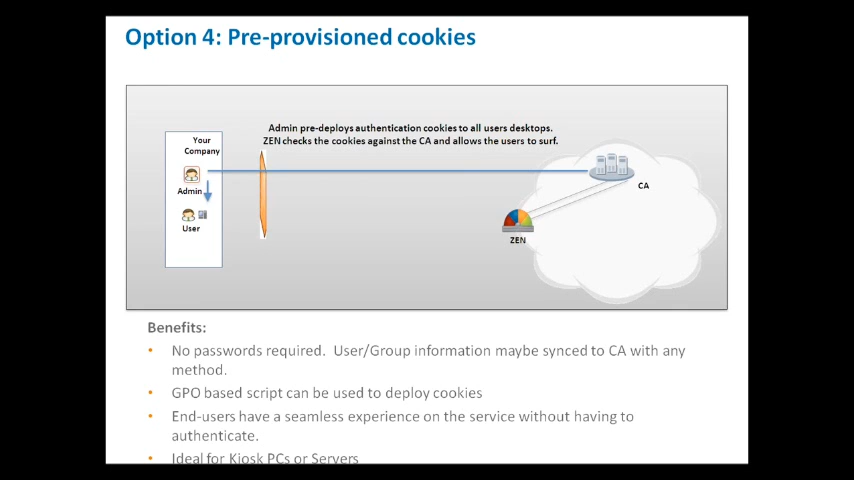 Option 4: Pre-provisioned cookies
Admin pre-deploys authentication cookies to all users desktops.
ZEN checks the cookies against the CA and allows the users to surf.
Your
Company
Admin
User
CA
ZEN
Benefits:
• No passwords required. User/Group information maybe synced to CA with any
method.
• GPO based script can be used to deploy cookies
• End-users have a seamless experience on the service without having to
authenticate.
• Ideal for Kiosk PCs or Servers